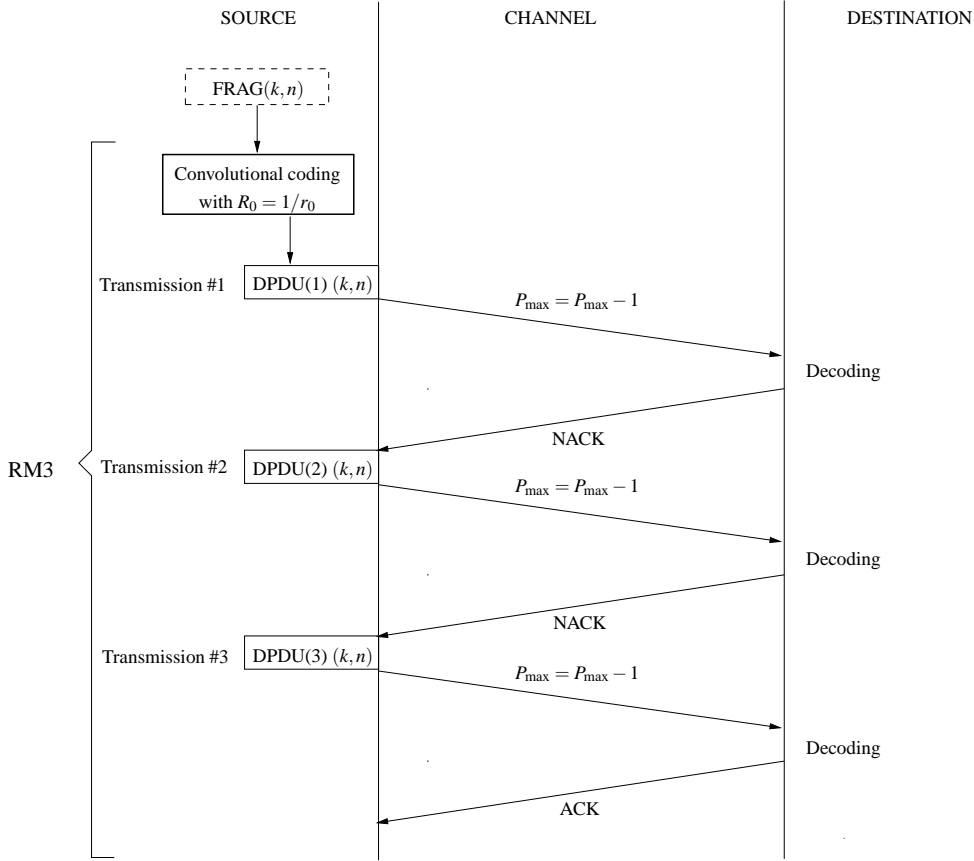 SOURCE CHANNEL DESTINATION
FRAG(k,n)
Convolutional coding
with R₀ = 1/r₀
Transmission #1 DPDU(1) (k,n)
Pmax = Pmax − 1
Decoding
NACK
RM3
Transmission #2 DPDU(2) (k,n)
Pmax = Pmax − 1
Decoding
NACK
Transmission #3 DPDU(3) (k,n)
Pmax = Pmax − 1
Decoding
ACK